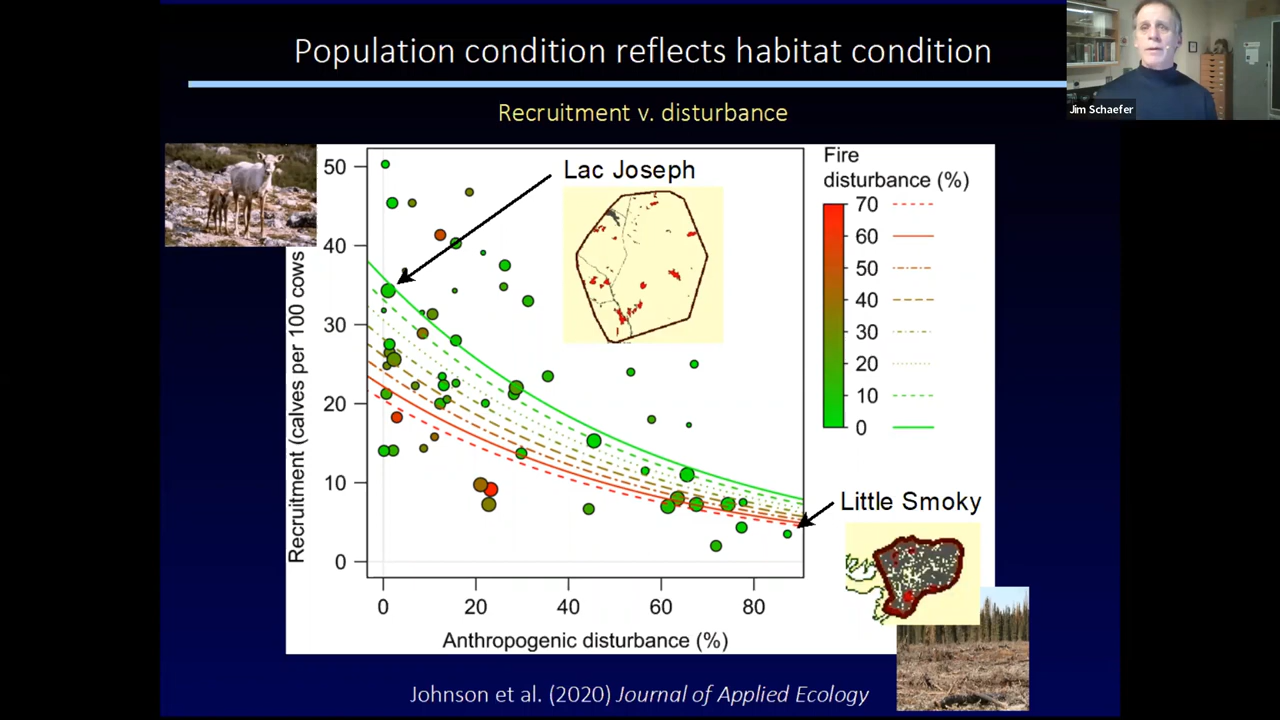 Population condition reflects habitat condition
Jim Schaefer
Recruitment v. disturbance
Lac Joseph
Fire
disturbance (%)
70
60
50
40
30
20
10
0
50
40
30
20
10
0
Recruitment (calves per 100 cows
Little Smoky
0 20 40 60 80
Anthropogenic disturbance (%)
Johnson et al. (2020) Journal of Applied Ecology